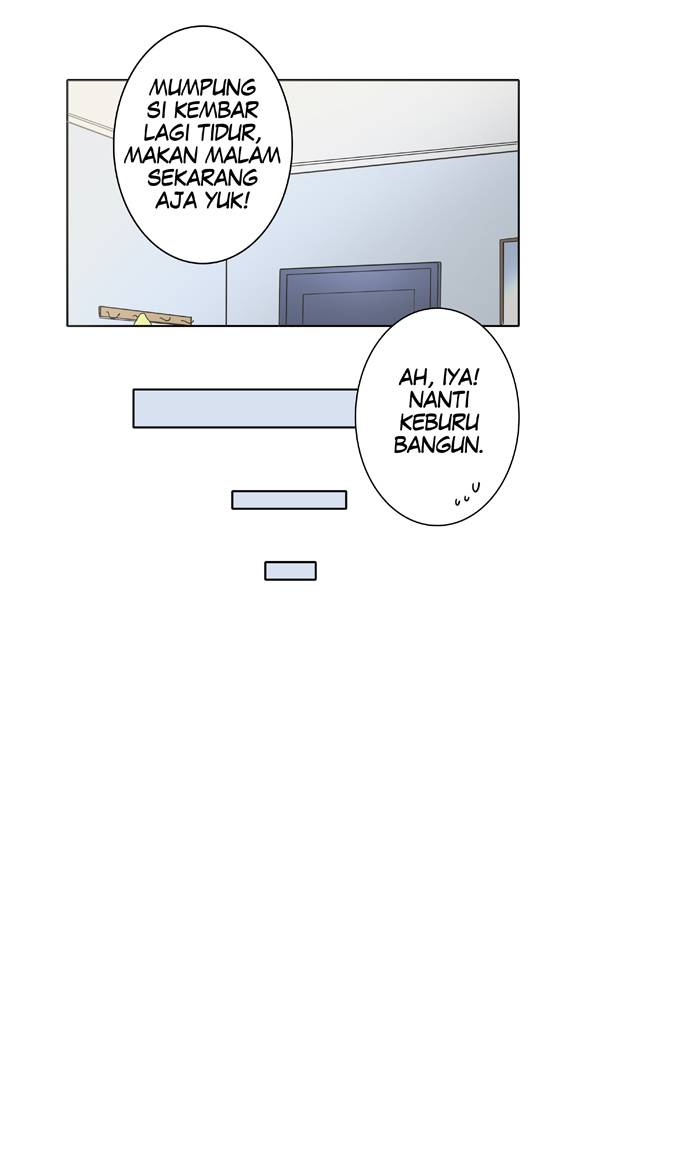 MUMPUNG
SI KEMBAR
LAGI TIDUR,
MAKAN MALAM
SEKARANG
AJA YUK!
AH, IYA!
NANTI
KEBURU
BANGUN.